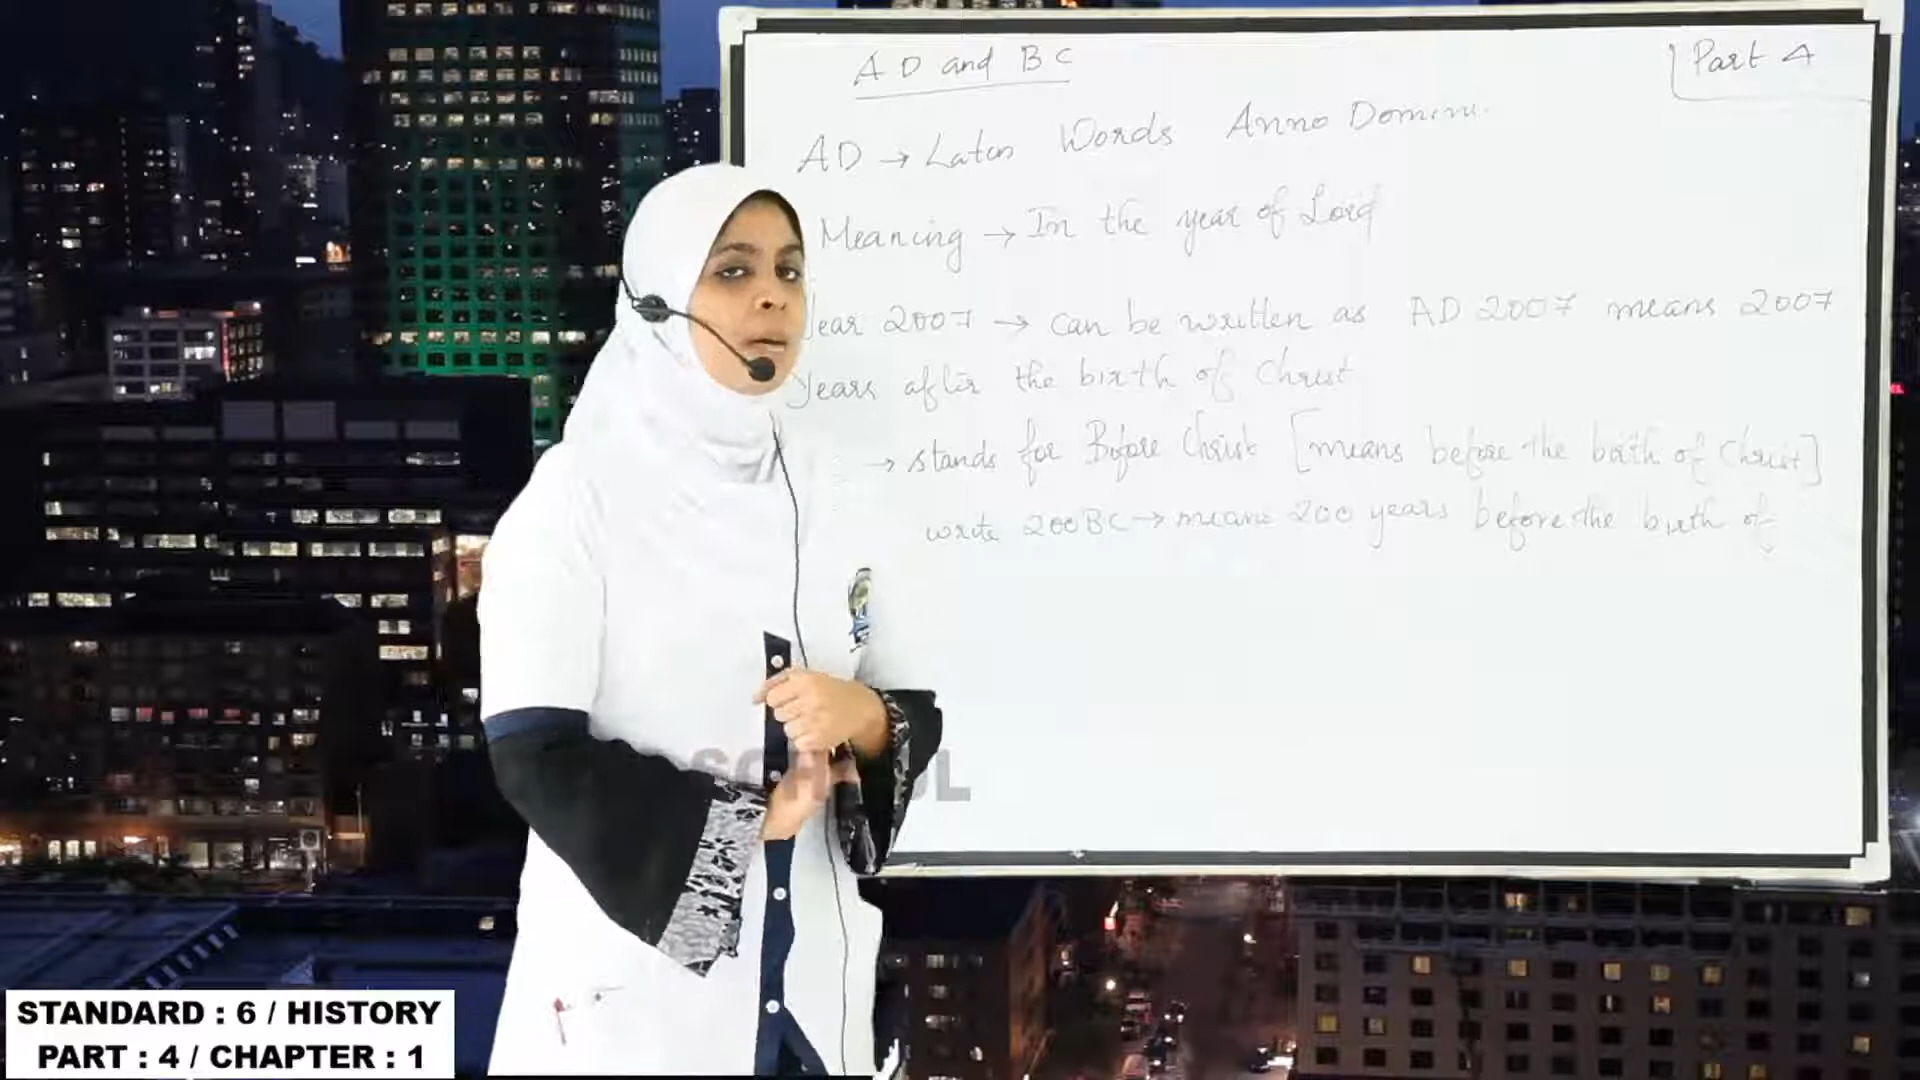 AD and BC
Part 4
AD → Latin Words Anno Domini.
Meaning → In the year of Lord
Year 2007 → can be written as AD 2007 means 2007
years after the birth of Christ
→ stands for Before Christ [means before the birth of Christ]
write 200BC → means 200 years before the birth of
STANDARD : 6 / HISTORY
PART : 4 / CHAPTER : 1